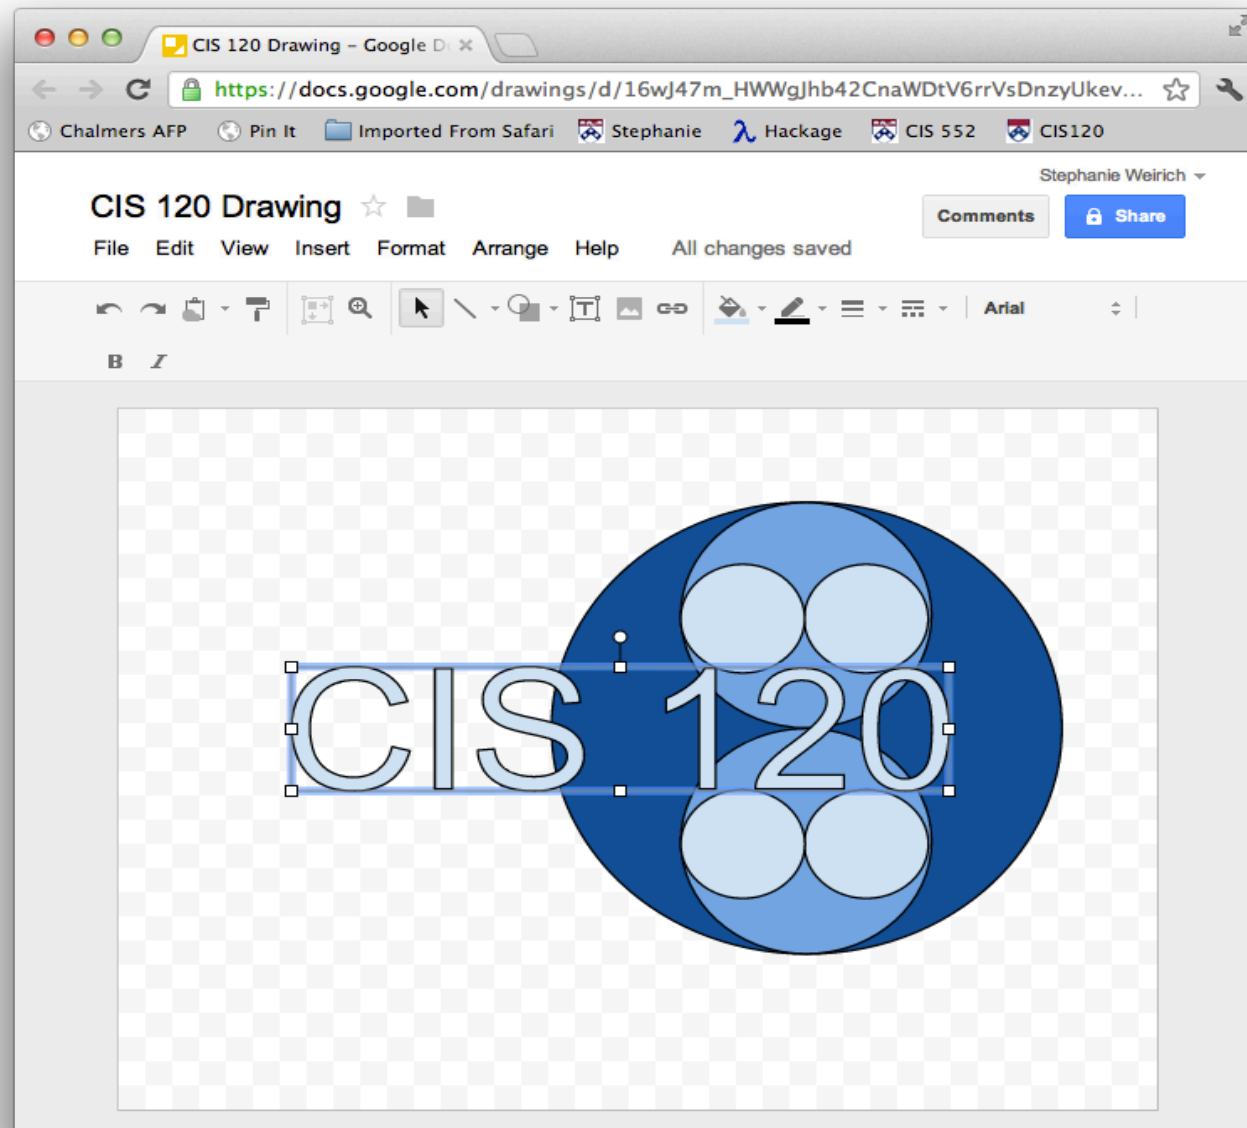 CIS 120 Drawing – Google
https://docs.google.com/drawings/d/16wJ47m_HWWgJhb42CnaWDtV6rrVsDnzyUkev...
Chalmers AFP Pin It Imported From Safari Stephanie λ Hackage CIS 552 CIS120
Stephanie Weirich
CIS 120 Drawing
Comments Share
File Edit View Insert Format Arrange Help All changes saved
T Arial
B I
CIS 120